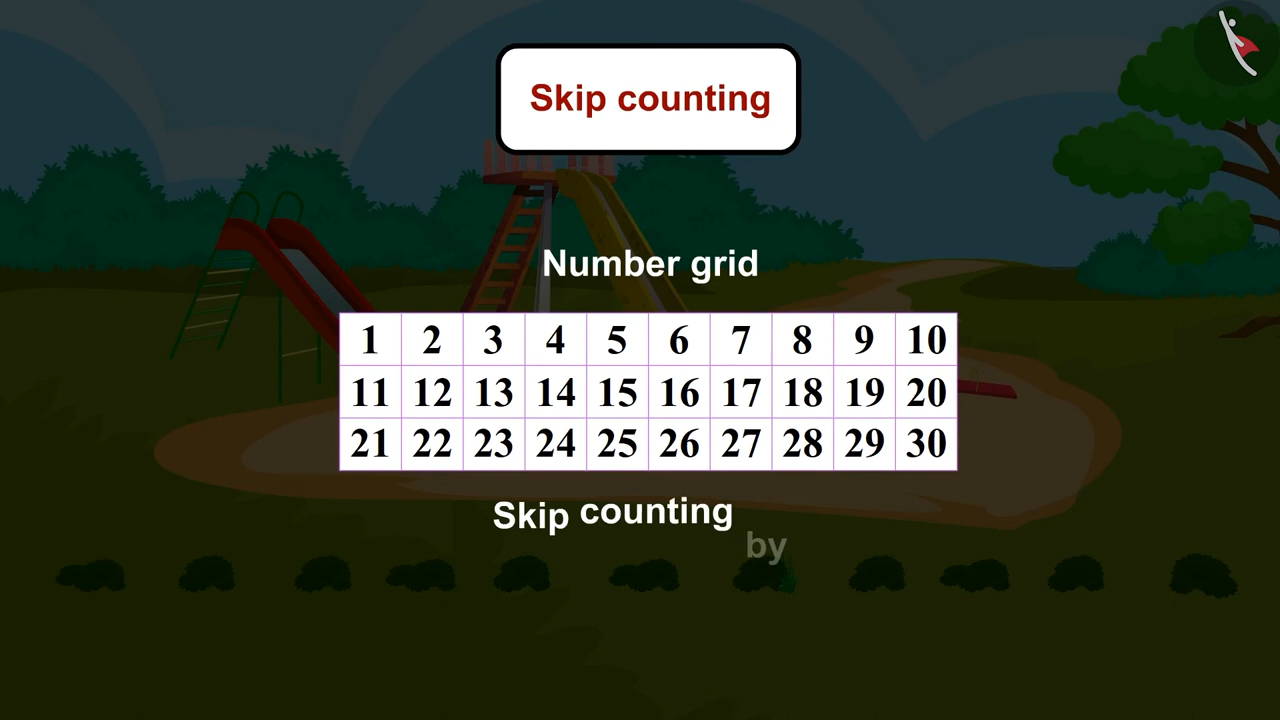 Skip counting
Number grid
1 2 3 4 5 6 7 8 9 10
11 12 13 14 15 16 17 18 19 20
21 22 23 24 25 26 27 28 29 30
Skip counting by